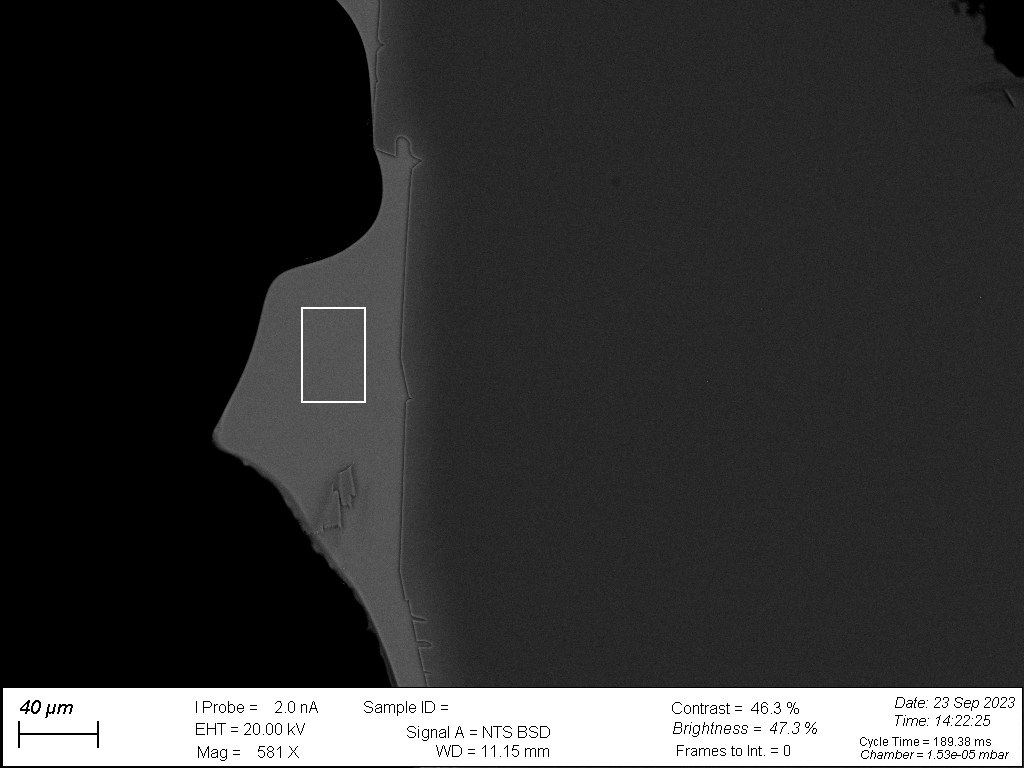 40 µm
I Probe = 2.0 nA
EHT = 20.00 kV
Mag = 581 X
Sample ID =
Signal A = NTS BSD
WD = 11.15 mm
Contrast = 46.3 %
Brightness = 47.3 %
Frames to Int. = 0
Date: 23 Sep 2023
Time: 14:22:25
Cycle Time = 189.38 ms
Chamber = 1.53e-05 mbar